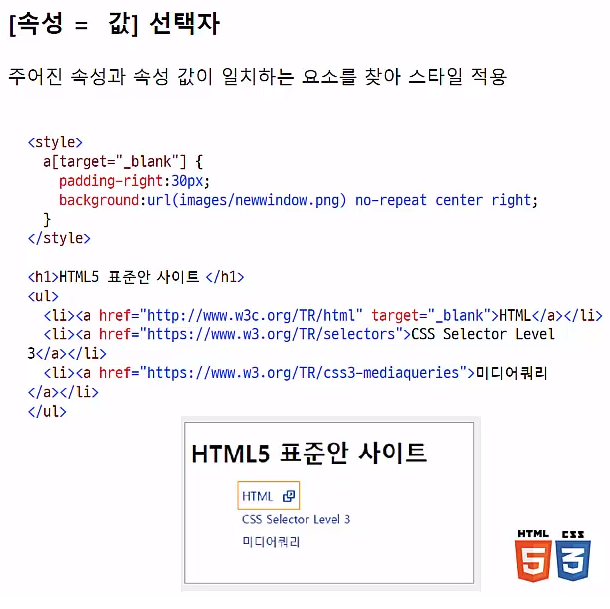 [속성 = 값] 선택자
주어진 속성과 속성 값이 일치하는 요소를 찾아 스타일 적용
<style>
a[target="_blank"] {
padding-right:30px;
background:url(images/newwindow.png) no-repeat center right;
}
</style>
<h1>HTML5 표준안 사이트 </h1>
<ul>
<li><a href="http://www.w3c.org/TR/html" target="_blank">HTML</a></li>
<li><a href="https://www.w3.org/TR/selectors">CSS Selector Level
3</a></li>
<li><a href="https://www.w3.org/TR/css3-mediaqueries">미디어쿼리
</a></li>
</ul>
HTML5 표준안 사이트
HTML
CSS Selector Level 3
미디어쿼리
HTML CSS
5 3